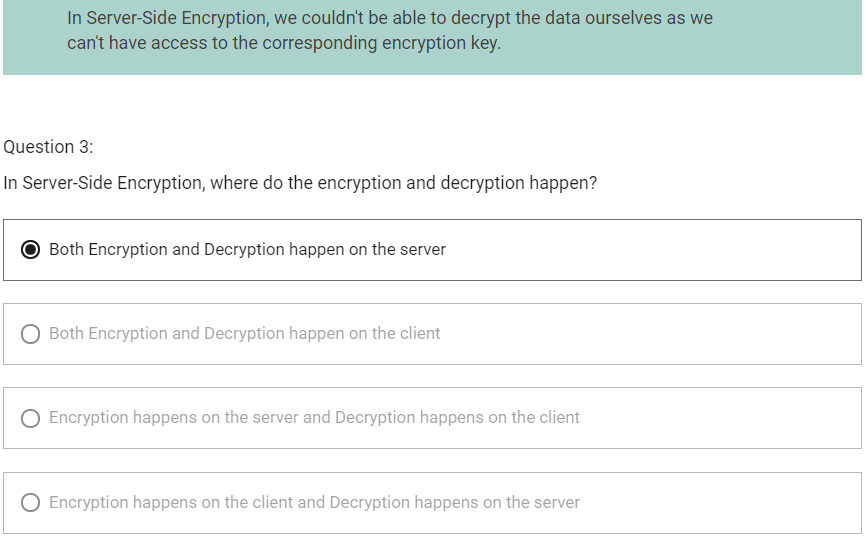 In Server-Side Encryption, we couldn't be able to decrypt the data ourselves as we
can't have access to the corresponding encryption key.
Question 3:
In Server-Side Encryption, where do the encryption and decryption happen?
Both Encryption and Decryption happen on the server
Both Encryption and Decryption happen on the client
Encryption happens on the server and Decryption happens on the client
Encryption happens on the client and Decryption happens on the server